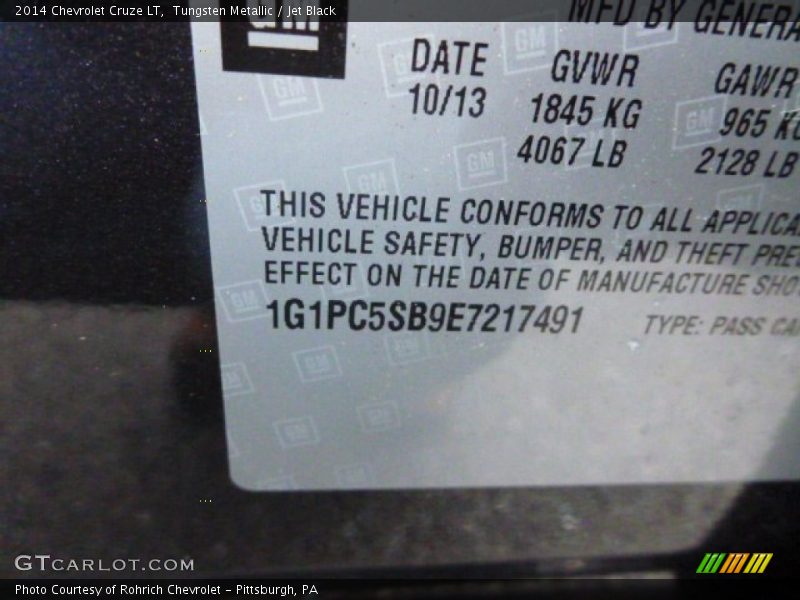 2014 Chevrolet Cruze LT, Tungsten Metallic / Jet Black
GM
MFD BY GENERA
DATE GVWR GAWR
10/13 1845 KG 965 KG
4067 LB 2128 LB
THIS VEHICLE CONFORMS TO ALL APPLICA
VEHICLE SAFETY, BUMPER, AND THEFT PRE
EFFECT ON THE DATE OF MANUFACTURE SHO
1G1PC5SB9E7217491 TYPE: PASS CA
GTCARLOT.COM
Photo Courtesy of Rohrich Chevrolet - Pittsburgh, PA